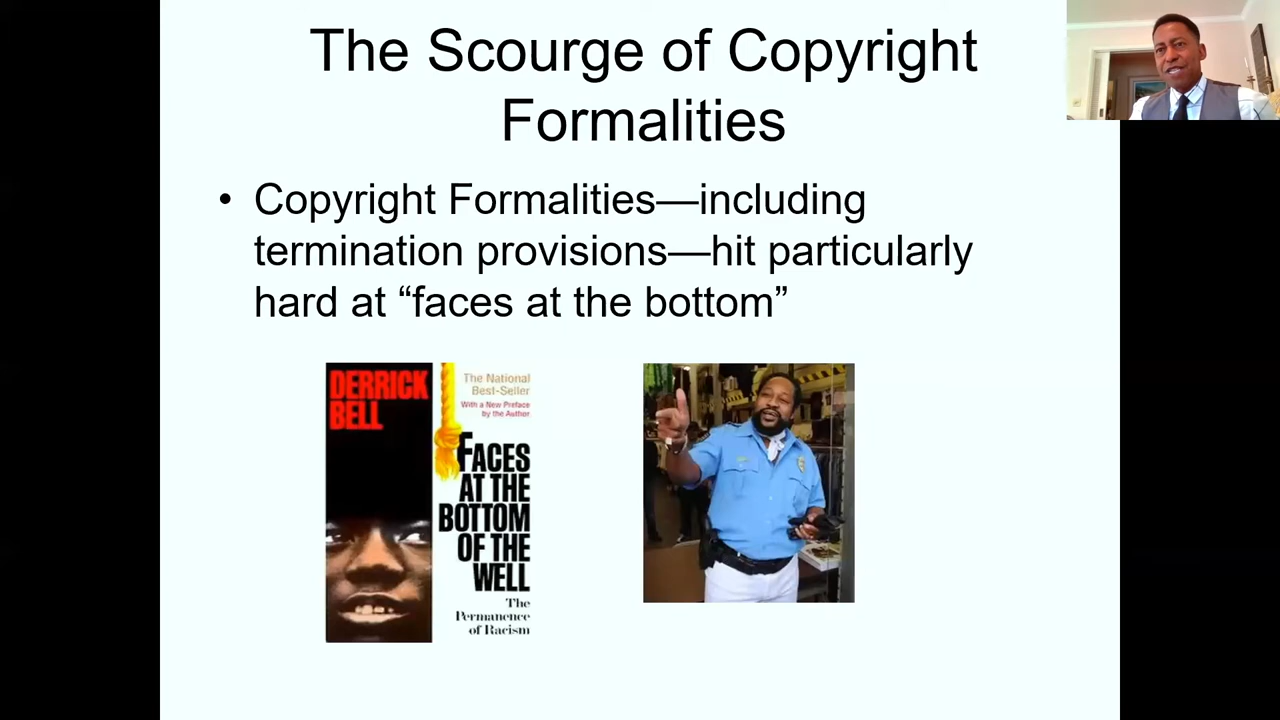 The Scourge of Copyright
Formalities
• Copyright Formalities—including
termination provisions—hit particularly
hard at “faces at the bottom”
DERRICK
BELL
The National
Best-Seller
With a New Preface
by the Author
FACES
AT THE
BOTTOM
OF THE
WELL
The
Permanence
of Racism